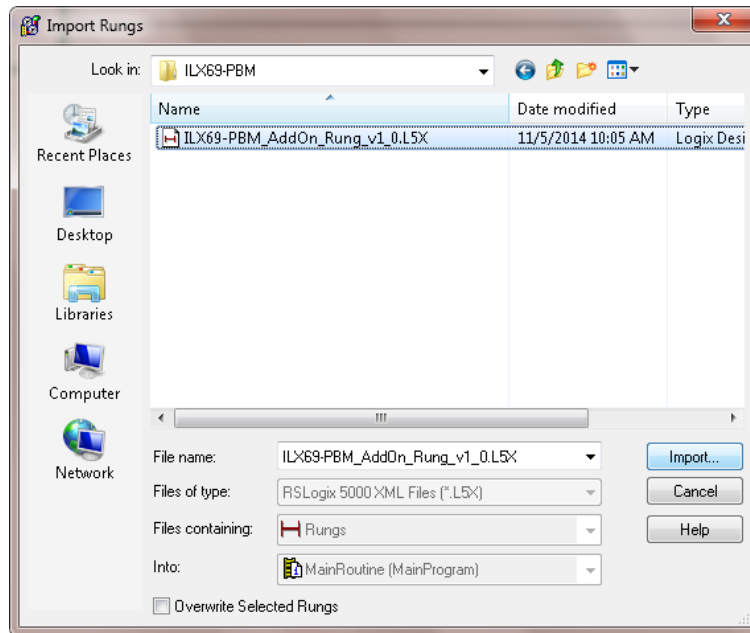 Import Rungs
Look in: ILX69-PBM
Name Date modified Type
ILX69-PBM_AddOn_Rung_v1_0.L5X 11/5/2014 10:05 AM Logix Desi
Recent Places
Desktop
Libraries
Computer
Network
File name: ILX69-PBM_AddOn_Rung_v1_0.L5X Import...
Files of type: RSLogix 5000 XML Files (*.L5X) Cancel
Files containing: Rungs Help
Into: MainRoutine (MainProgram)
Overwrite Selected Rungs